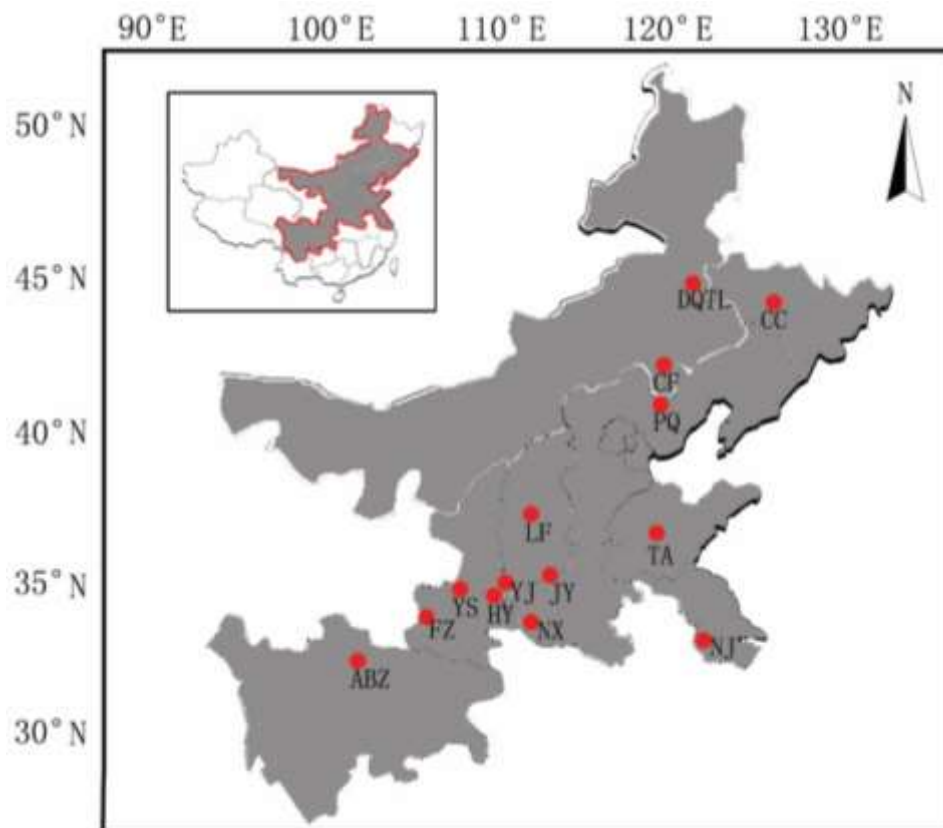 90°E 100°E 110°E 120°E 130°E
N
50°N
45°N
DQTL
CC
CF
PQ
40°N
LF
TA
35°N
YJ JY
YS HY
FZ NX
NJ
ABZ
30°N